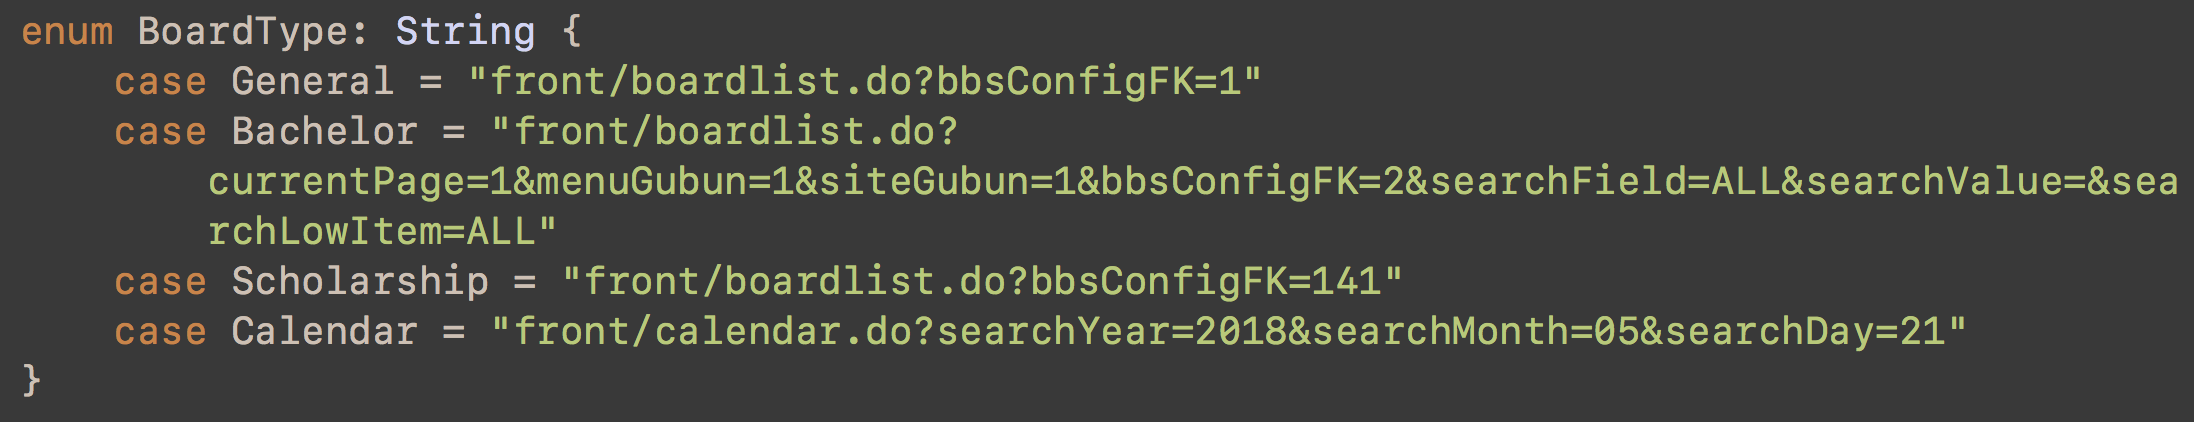 enum BoardType: String {
case General = "front/boardlist.do?bbsConfigFK=1"
case Bachelor = "front/boardlist.do?
currentPage=1&menuGubun=1&siteGubun=1&bbsConfigFK=2&searchField=ALL&searchValue=&sea
rchLowItem=ALL"
case Scholarship = "front/boardlist.do?bbsConfigFK=141"
case Calendar = "front/calendar.do?searchYear=2018&searchMonth=05&searchDay=21"
}